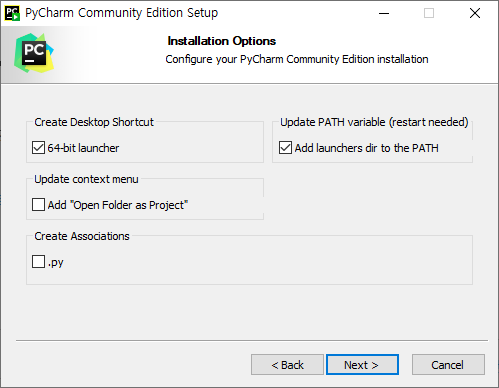 PC
PyCharm Community Edition Setup
PC
Installation Options
Configure your PyCharm Community Edition installation
Create Desktop Shortcut
64-bit launcher
Update PATH variable (restart needed)
Add launchers dir to the PATH
Update context menu
Add "Open Folder as Project"
Create Associations
.py
< Back
Next >
Cancel